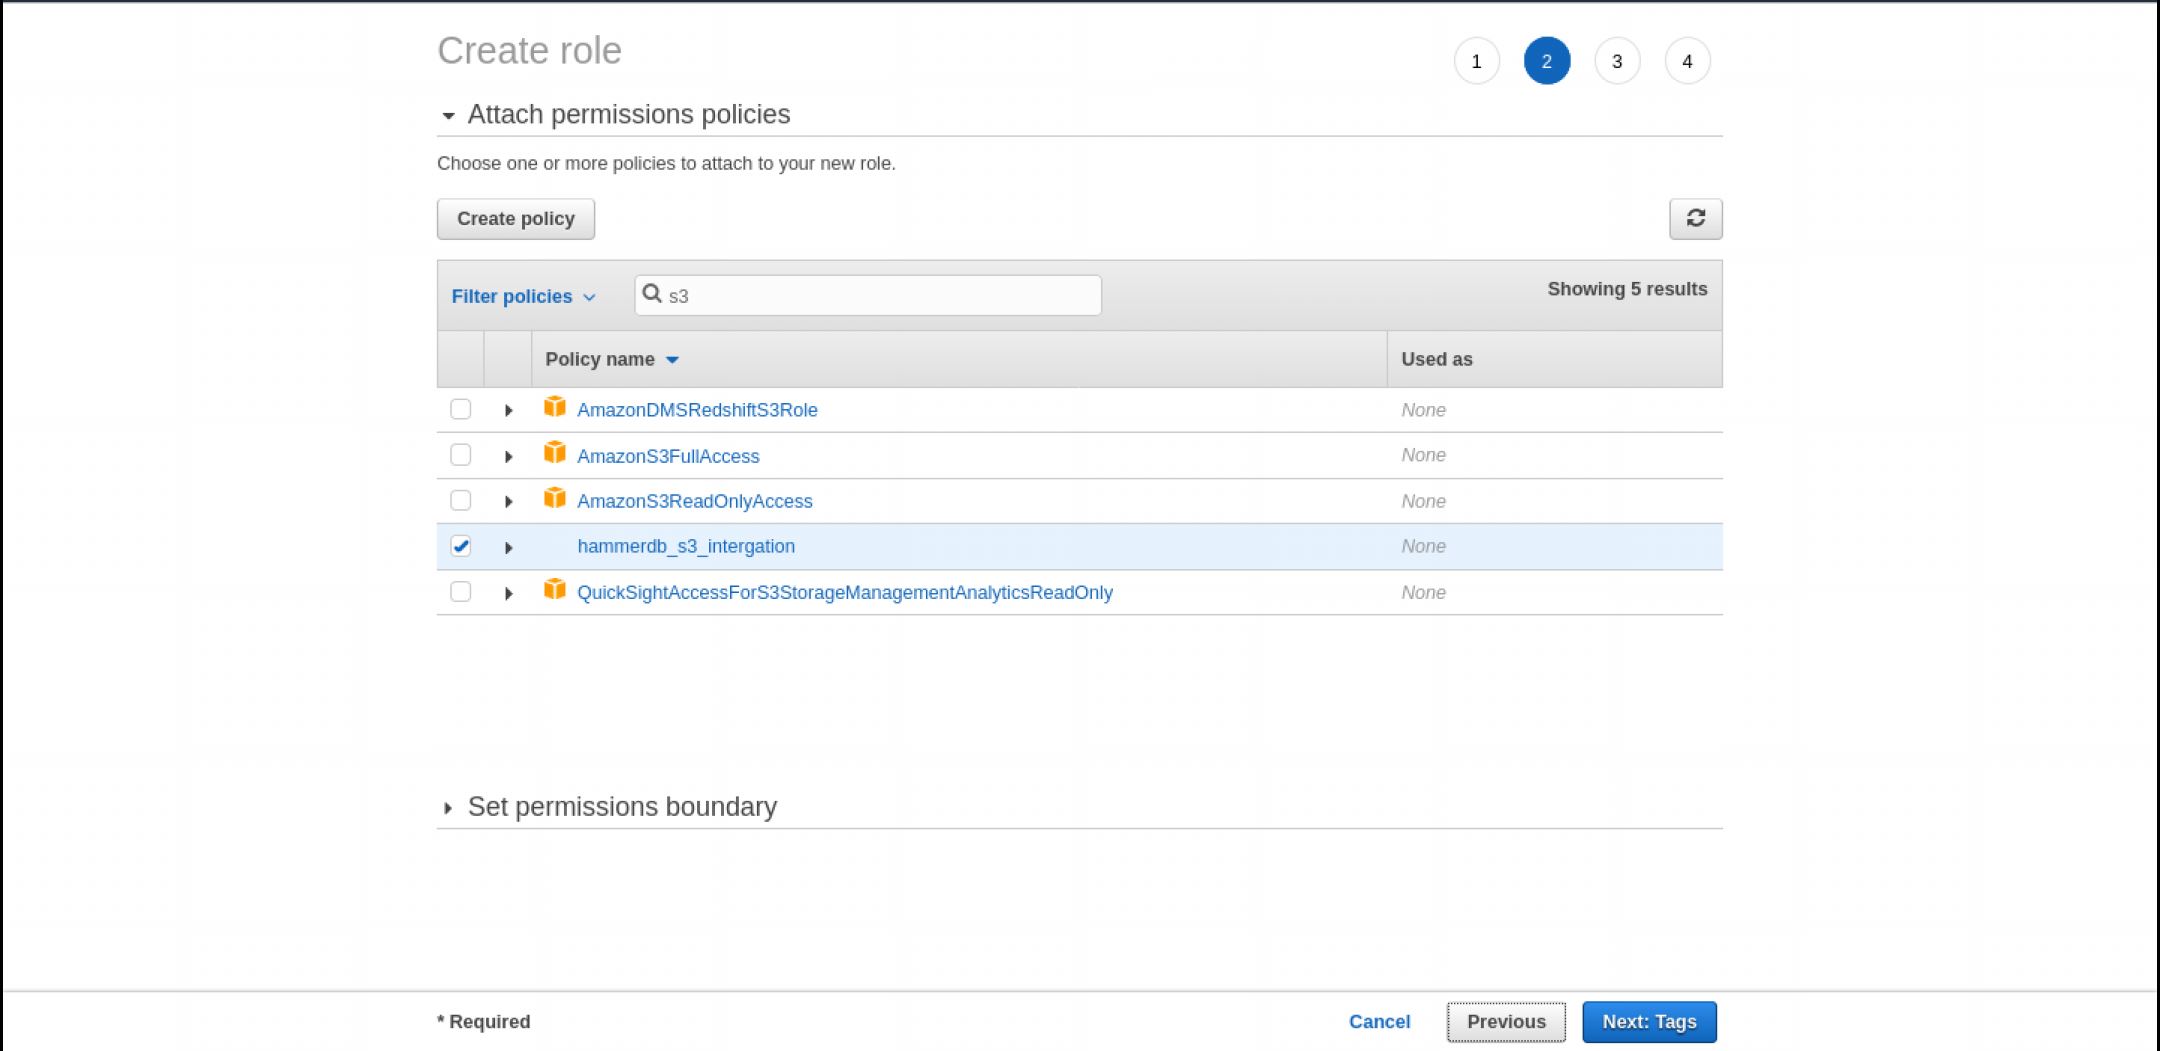 Create role
1 2 3 4
Attach permissions policies
Choose one or more policies to attach to your new role.
Create policy
Filter policies s3 Showing 5 results
Policy name Used as
AmazonDMSRedshiftS3Role None
AmazonS3FullAccess None
AmazonS3ReadOnlyAccess None
hammerdb_s3_intergation None
QuickSightAccessForS3StorageManagementAnalyticsReadOnly None
Set permissions boundary
* Required Cancel Previous Next: Tags